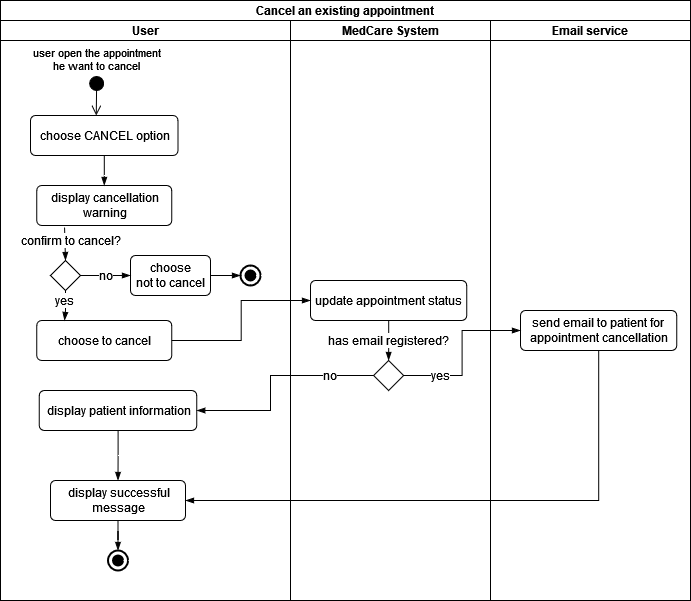 Cancel an existing appointment
User
MedCare System
Email service
user open the appointment
he want to cancel
choose CANCEL option
display cancellation
warning
confirm to cancel?
no
choose
not to cancel
yes
choose to cancel
update appointment status
has email registered?
no
yes
send email to patient for
appointment cancellation
display patient information
display successful
message